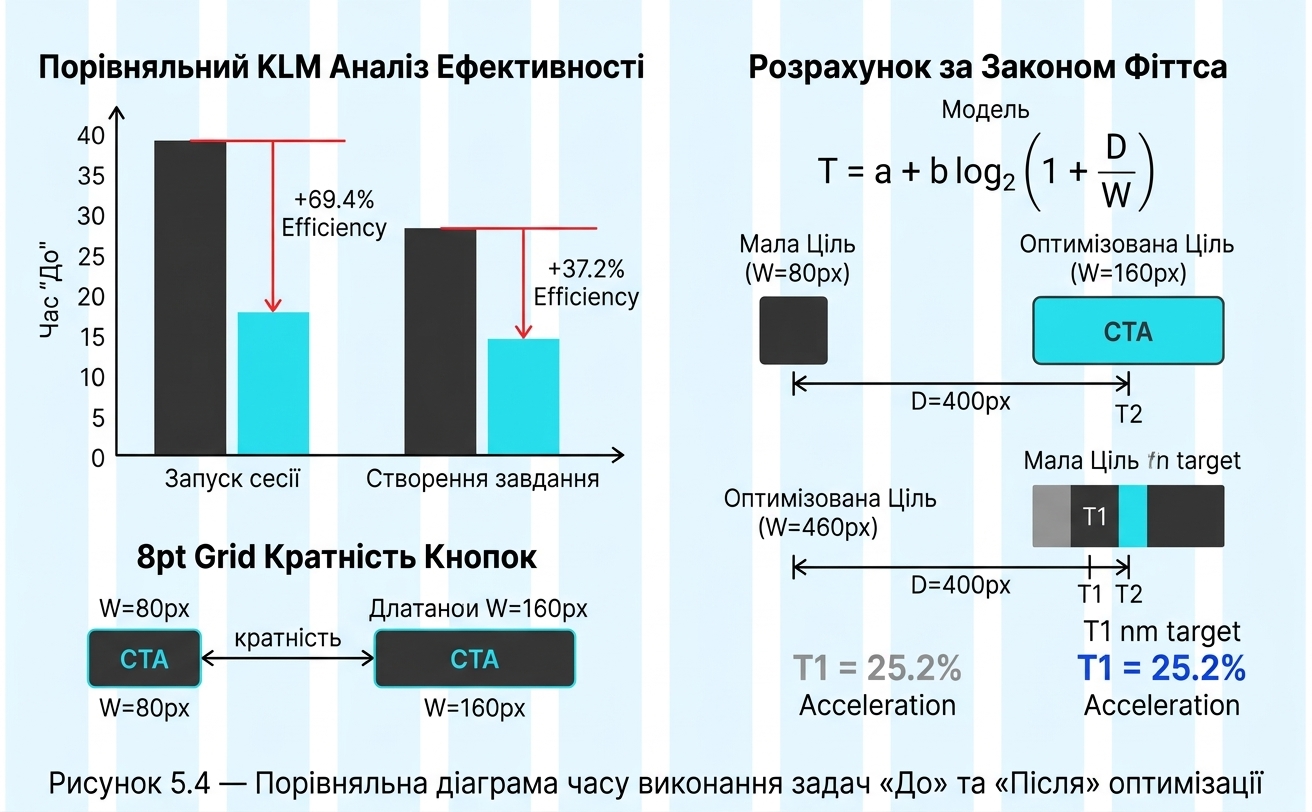 Порівняльний KLM Аналіз Ефективності
Час "До"
40
35
30
25
20
15
10
5
0
+69.4%
Efficiency
+37.2%
Efficiency
Запуск сесії
Створення завдання
8pt Grid Кратність Кнопок
W=80px
Длатанои W=160px
CTA
кратність
CTA
W=80px
W=160px
Розрахунок за Законом Фіттса
Модель
T = a + b log₂ (1 + D/W)
Мала Ціль
(W=80px)
Оптимізована Ціль
(W=160px)
CTA
D=400px
T2
Мала Ціль fn target
Оптимізована Ціль
(W=460px)
T1
D=400px
T1 T2
T1 nm target
T1 = 25.2%
Acceleration
T1 = 25.2%
Acceleration
Рисунок 5.4 — Порівняльна діаграма часу виконання задач «До» та «Після» оптимізації